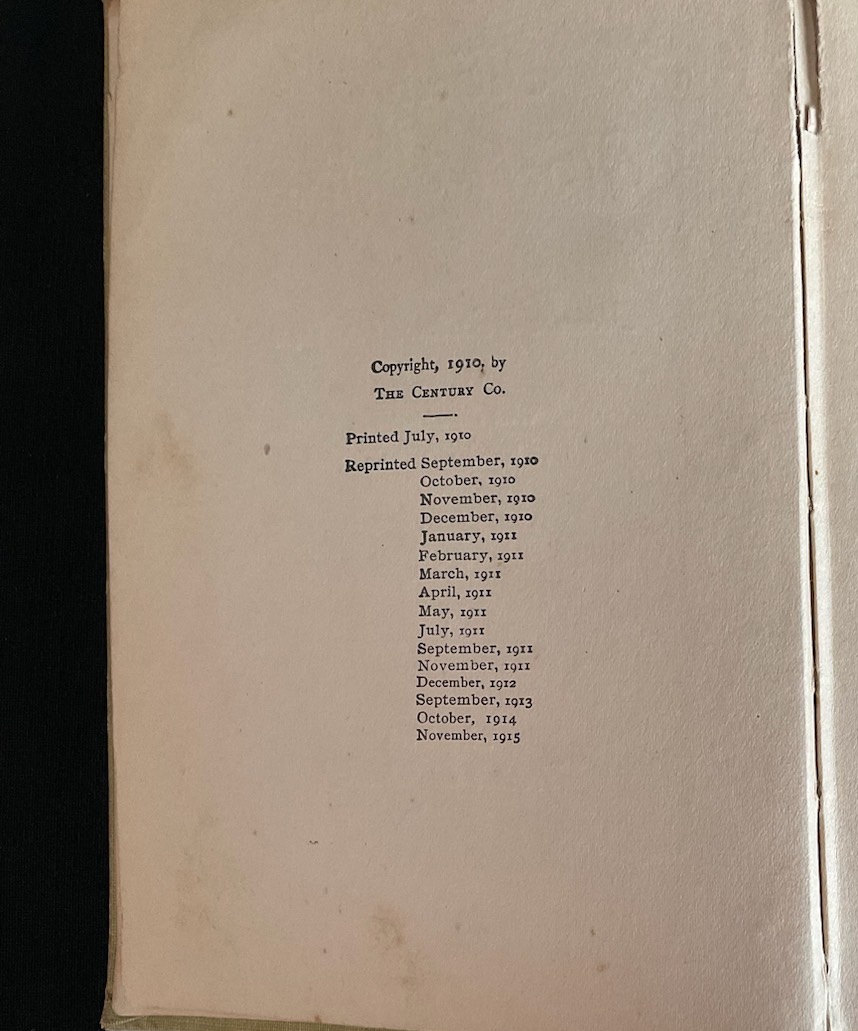 Copyright, 1910, by
THE CENTURY CO.
Printed July, 1910
Reprinted September, 1910
October, 1910
November, 1910
December, 1910
January, 1911
February, 1911
March, 1911
April, 1911
May, 1911
July, 1911
September, 1911
November, 1911
December, 1912
September, 1913
October, 1914
November, 1915